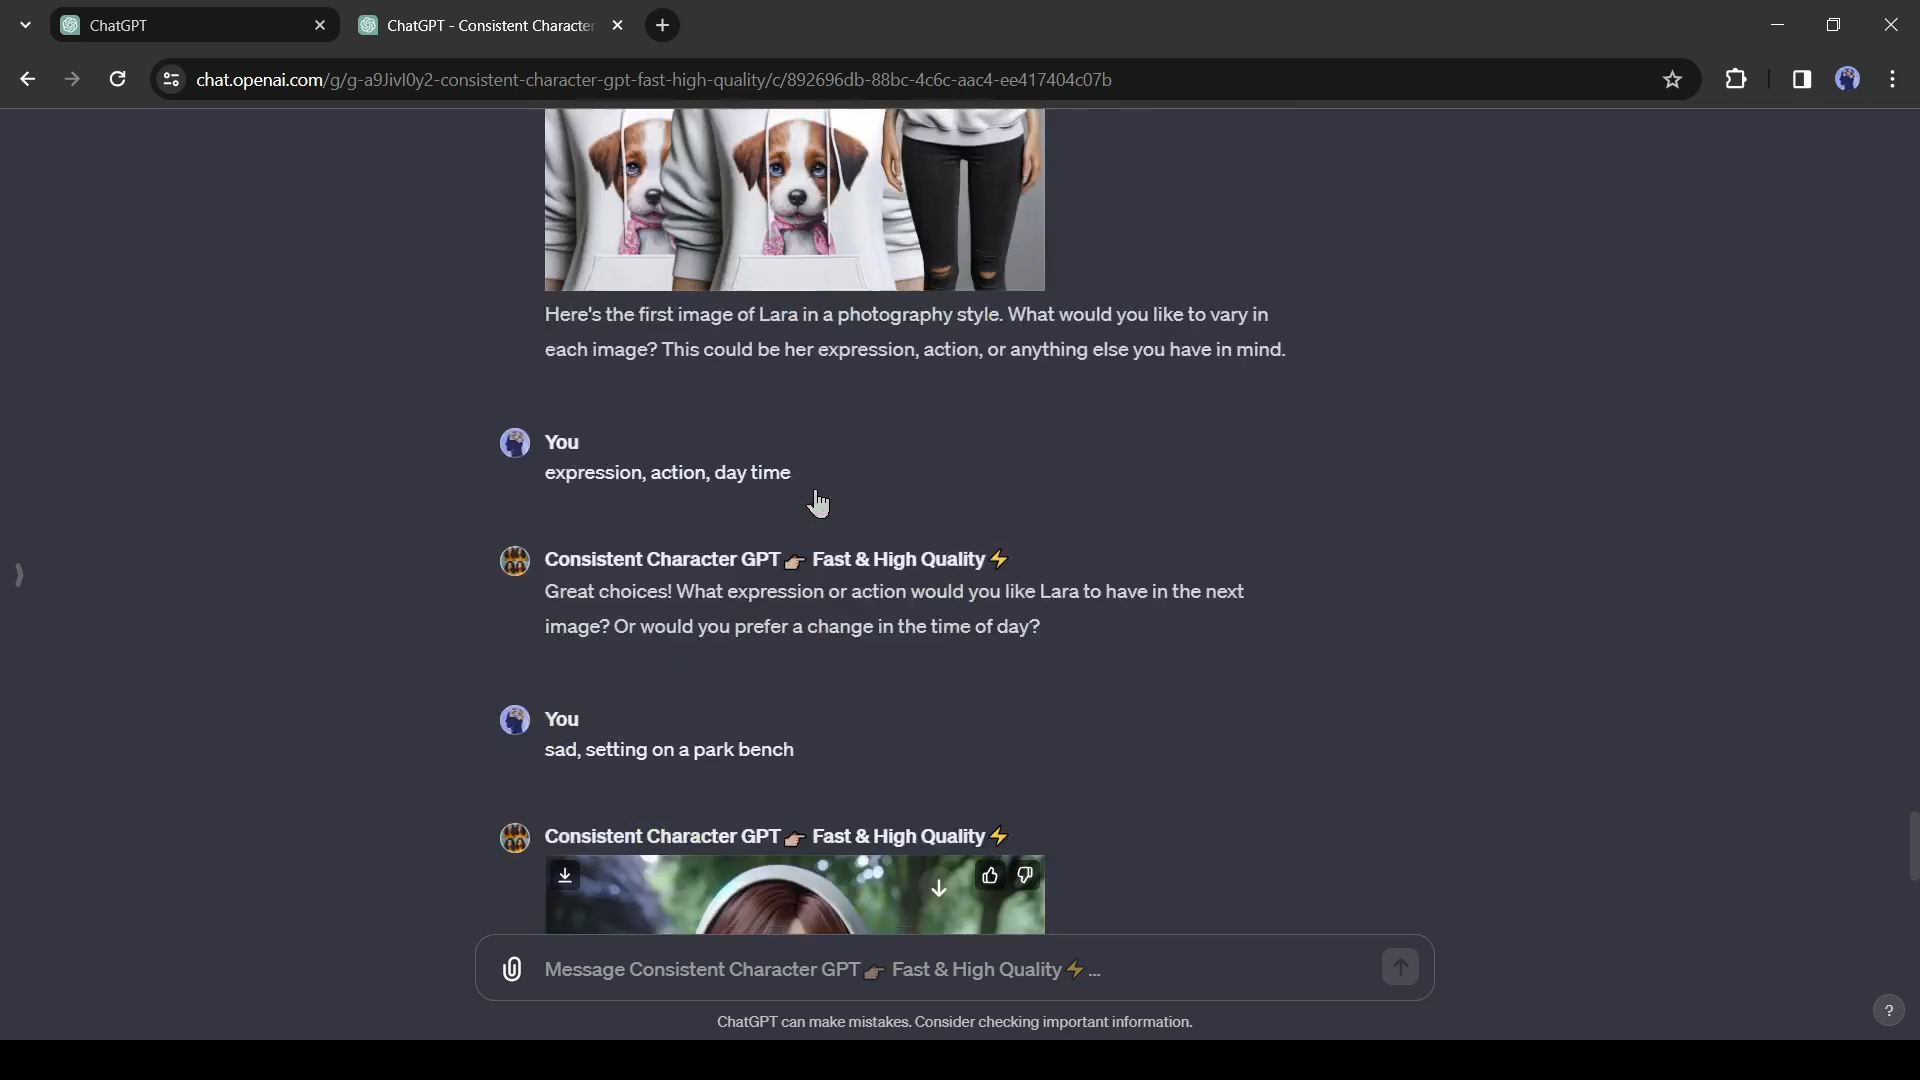 ChatGPT
ChatGPT - Consistent Character
chat.openai.com/g/g-a9JivI0y2-consistent-character-gpt-fast-high-quality/c/892696db-88bc-4c6c-aac4-ee417404c07b
Here's the first image of Lara in a photography style. What would you like to vary in
each image? This could be her expression, action, or anything else you have in mind.
You
expression, action, day time
Consistent Character GPT 👉🏽 Fast & High Quality⚡
Great choices! What expression or action would you like Lara to have in the next
image? Or would you prefer a change in the time of day?
You
sad, setting on a park bench
Consistent Character GPT 👉🏽 Fast & High Quality⚡
Message Consistent Character GPT 👉🏽 Fast & High Quality⚡...
ChatGPT can make mistakes. Consider checking important information.
?